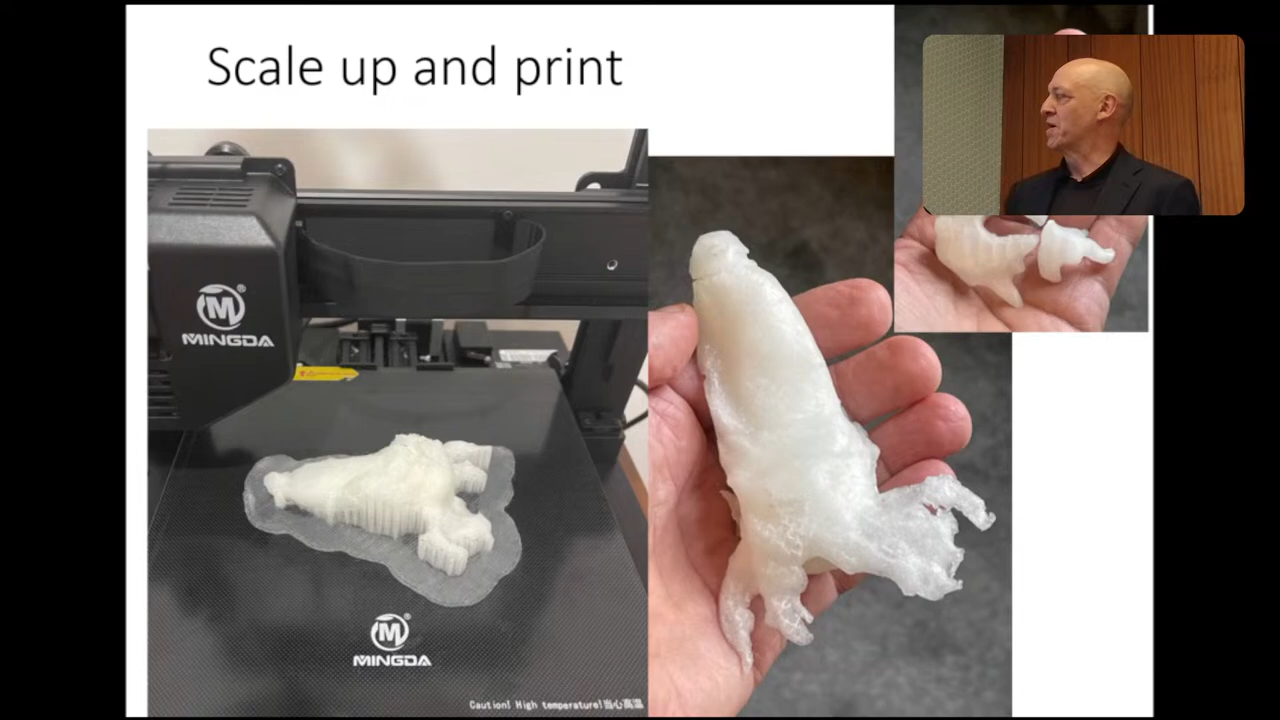 Scale up and print
MINGDA
MINGDA
Caution! High temperature!当心高温